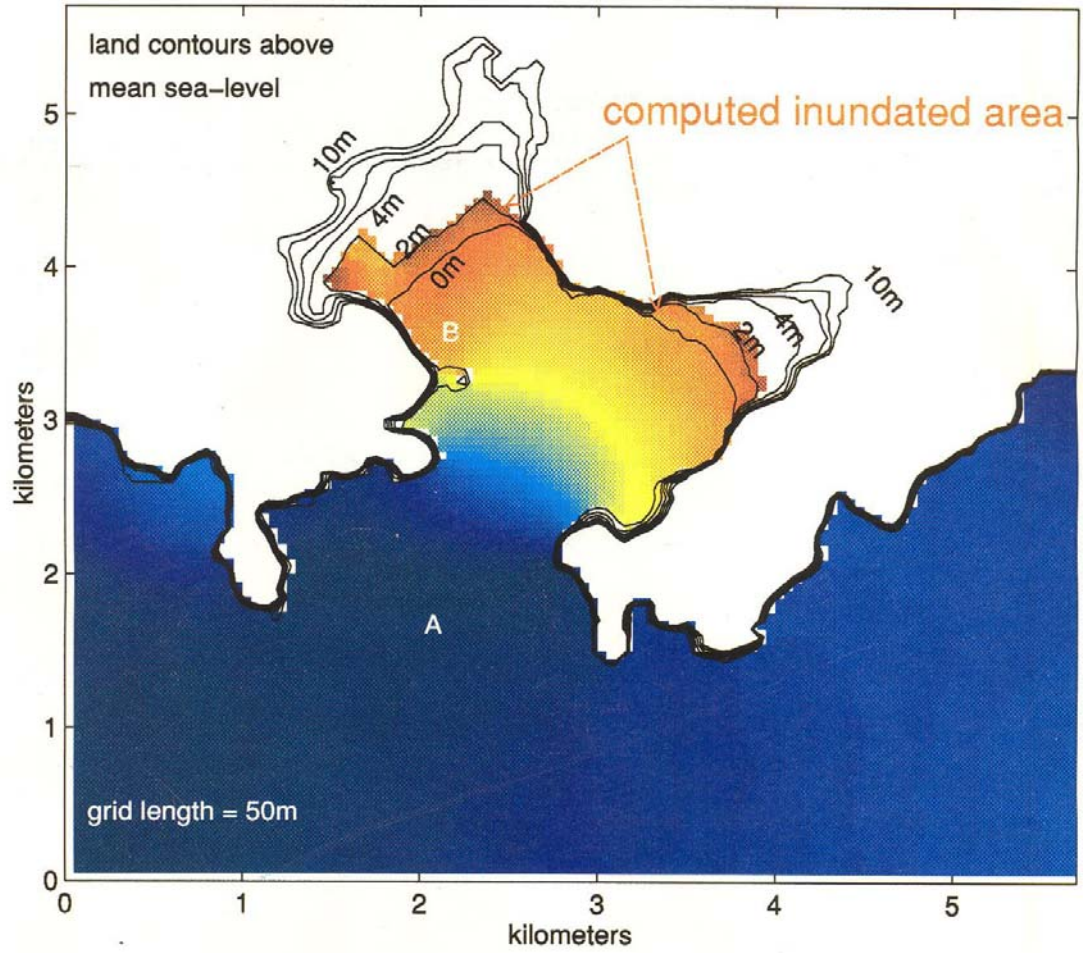 land contours above
mean sea-level
computed inundated area
10m
4m
2m
0m
10m
4m
2m
B
A
grid length = 50m
kilometers
5
4
3
2
1
0
0
1
2
3
4
5
kilometers